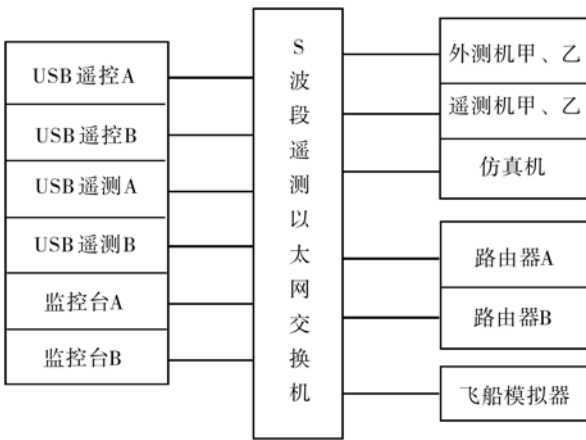 USB遥控A
USB遥控B
USB遥测A
USB遥测B
监控台A
监控台B
S波段遥测以太网交换机
外测机甲、乙
遥测机甲、乙
仿真机
路由器A
路由器B
飞船模拟器